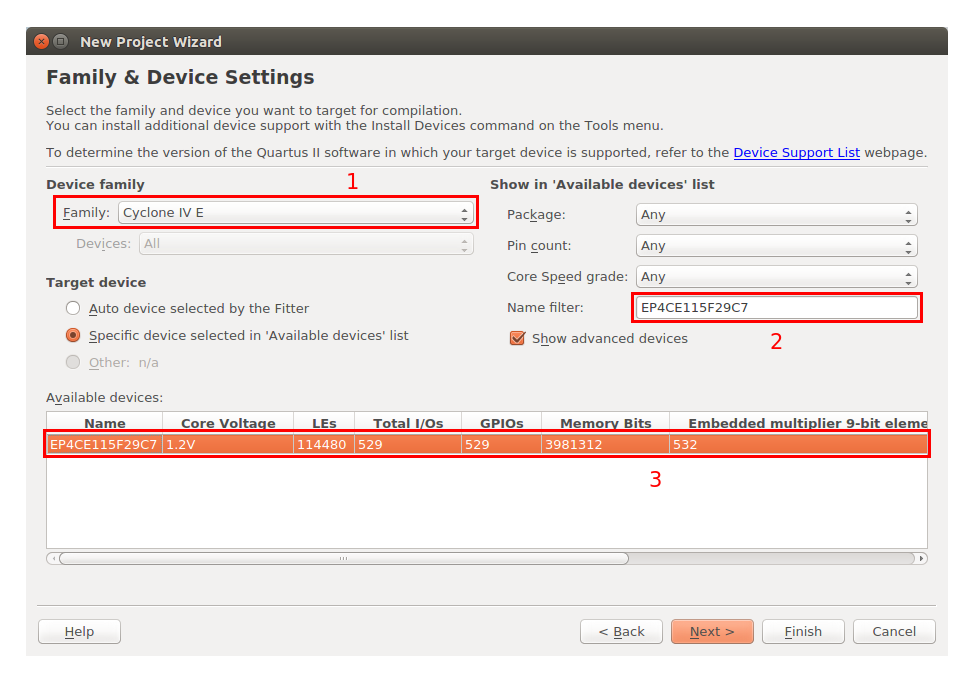 New Project Wizard
Family & Device Settings
Select the family and device you want to target for compilation.
You can install additional device support with the Install Devices command on the Tools menu.
To determine the version of the Quartus II software in which your target device is supported, refer to the Device Support List webpage.
Device family
1
Family: Cyclone IV E
Devices: All
Target device
Auto device selected by the Fitter
Specific device selected in 'Available devices' list
Other: n/a
Show in 'Available devices' list
Package: Any
Pin count: Any
Core Speed grade: Any
Name filter: EP4CE115F29C7
2
Show advanced devices
Available devices:
Name Core Voltage LEs Total I/Os GPIOs Memory Bits Embedded multiplier 9-bit eleme
EP4CE115F29C7 1.2V 114480 529 529 3981312 532
3
Help < Back Next > Finish Cancel